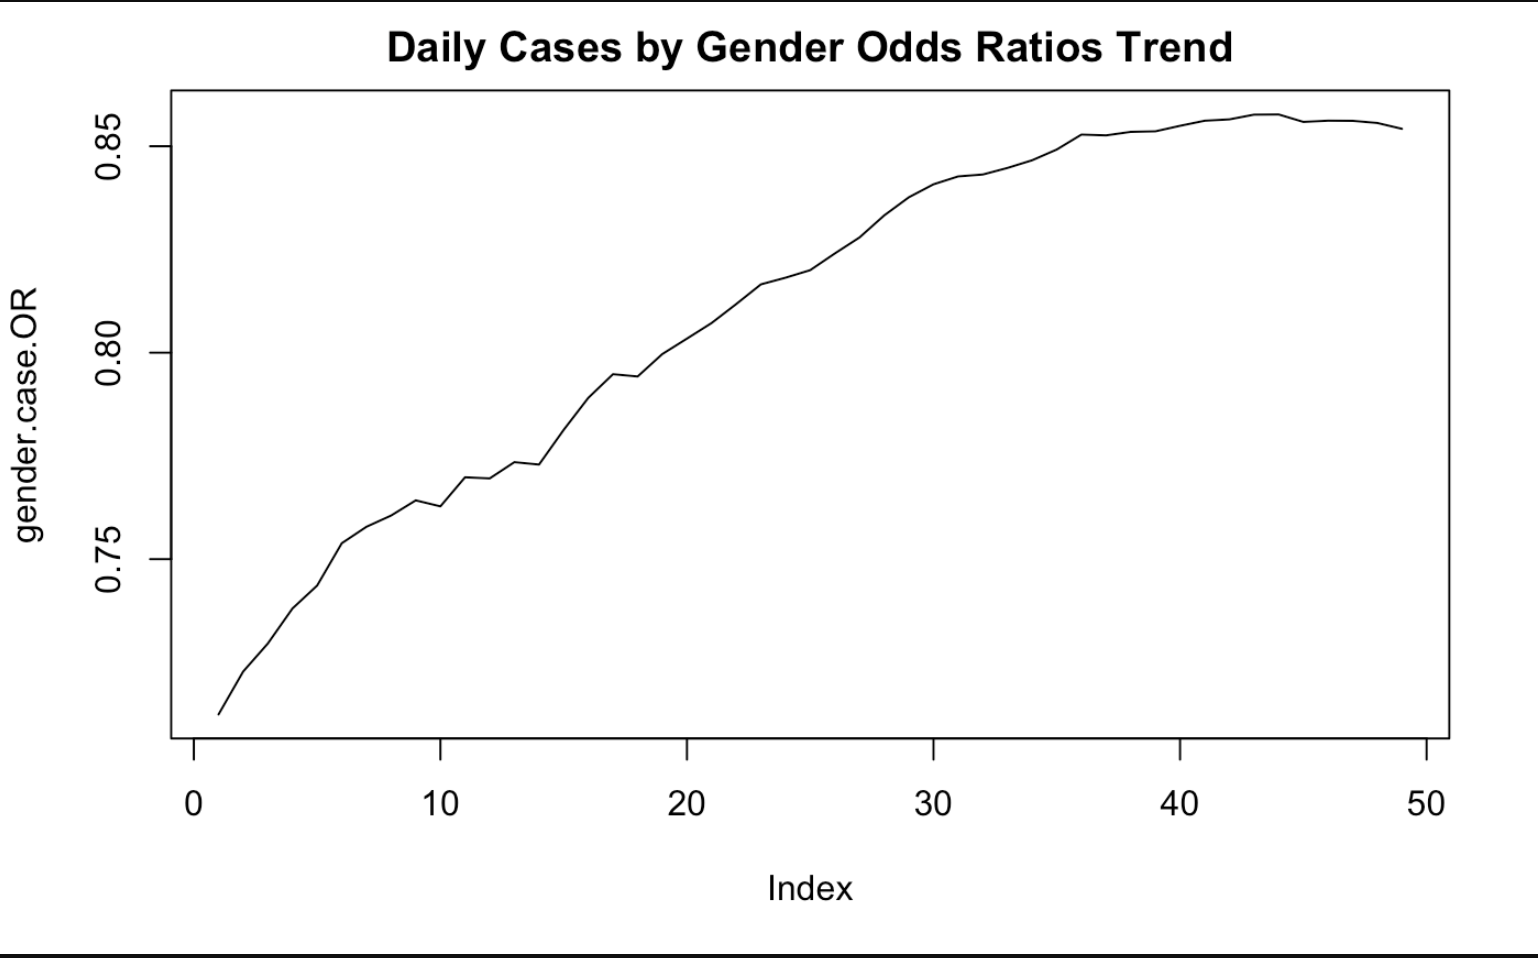 Daily Cases by Gender Odds Ratios Trend
gender.case.OR
0.85
0.80
0.75
0 10 20 30 40 50
Index